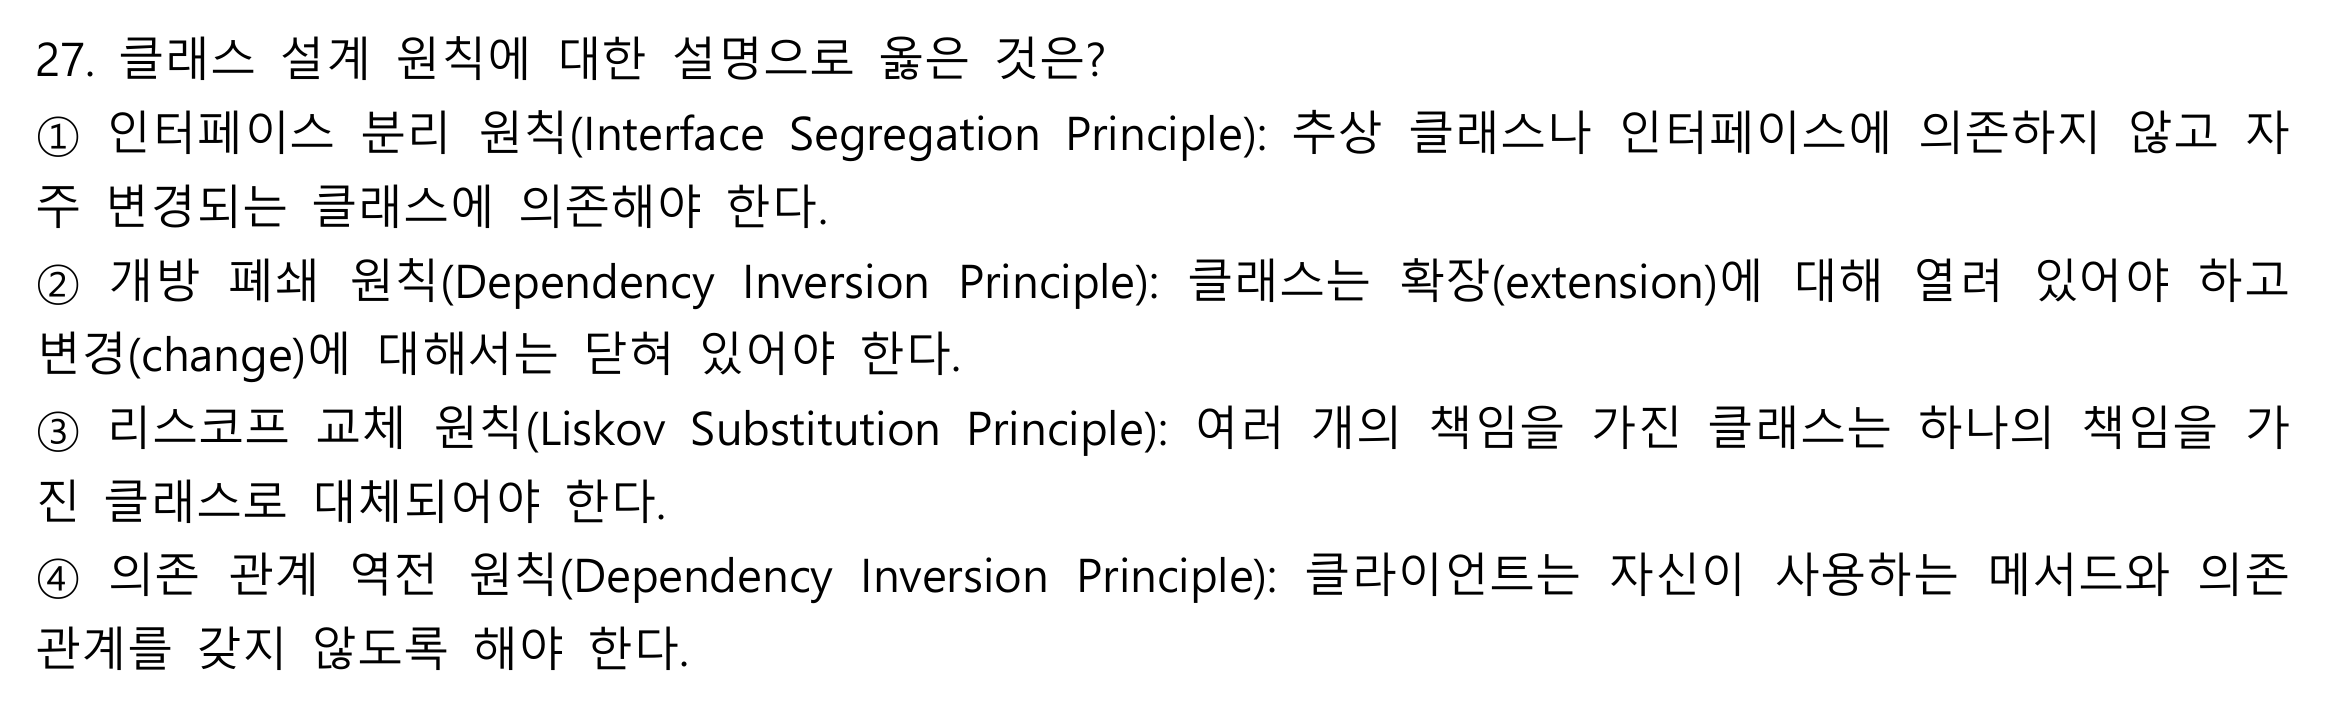 27. 클래스 설계 원칙에 대한 설명으로 옳은 것은?
① 인터페이스 분리 원칙(Interface Segregation Principle): 추상 클래스나 인터페이스에 의존하지 않고 자
주 변경되는 클래스에 의존해야 한다.
② 개방 폐쇄 원칙(Dependency Inversion Principle): 클래스는 확장(extension)에 대해 열려 있어야 하고
변경(change)에 대해서는 닫혀 있어야 한다.
③ 리스코프 교체 원칙(Liskov Substitution Principle): 여러 개의 책임을 가진 클래스는 하나의 책임을 가
진 클래스로 대체되어야 한다.
④ 의존 관계 역전 원칙(Dependency Inversion Principle): 클라이언트는 자신이 사용하는 메서드와 의존
관계를 갖지 않도록 해야 한다.